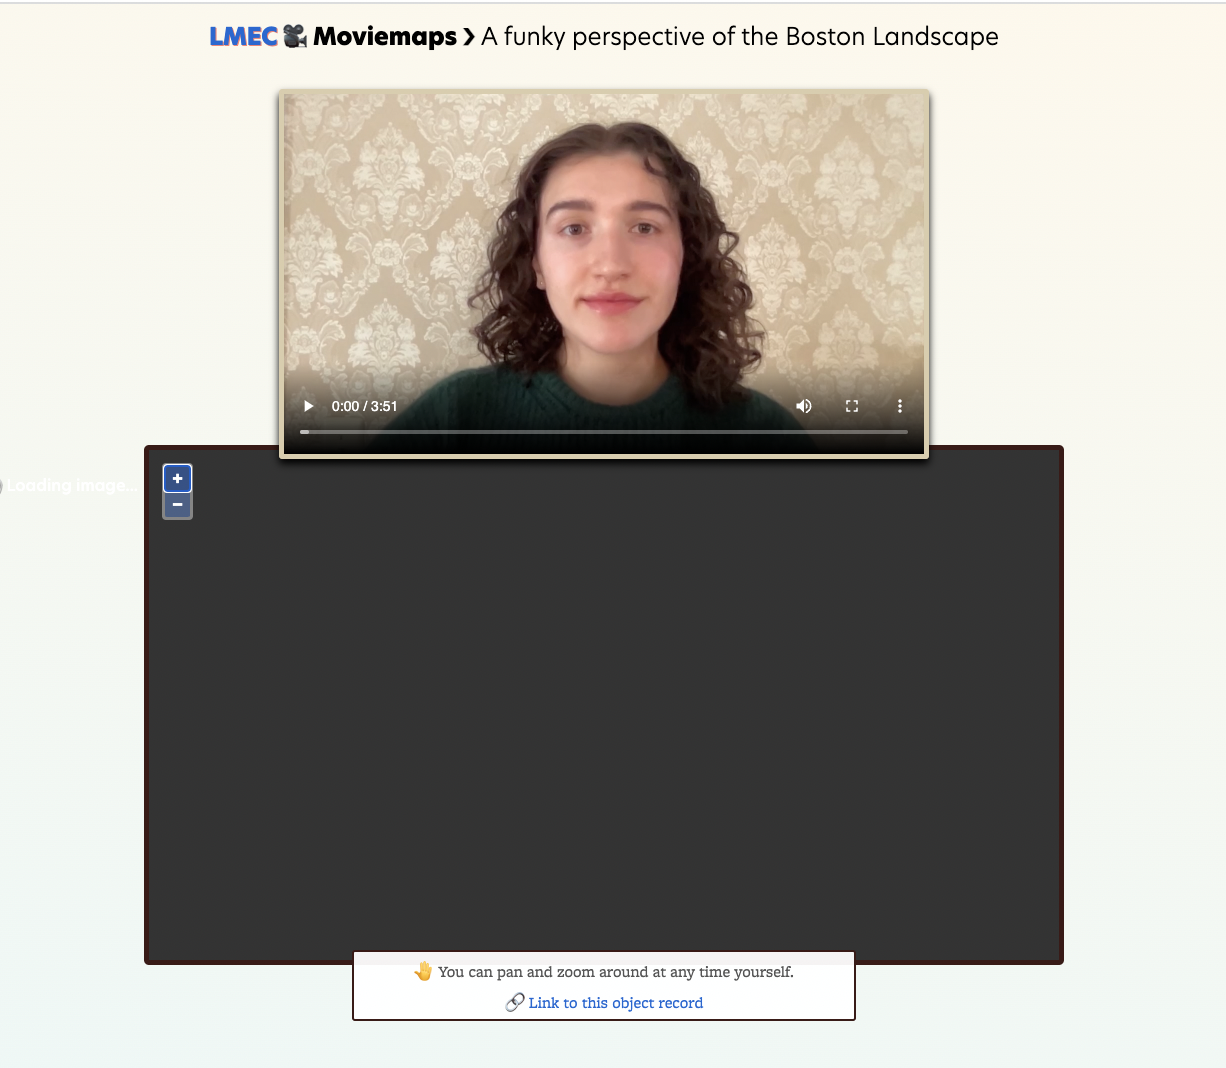 LMEC 🎥 Moviemaps ❯ A funky perspective of the Boston Landscape
0:00 / 3:51
+
Loading image...
−
👋 You can pan and zoom around at any time yourself.
🔗 Link to this object record